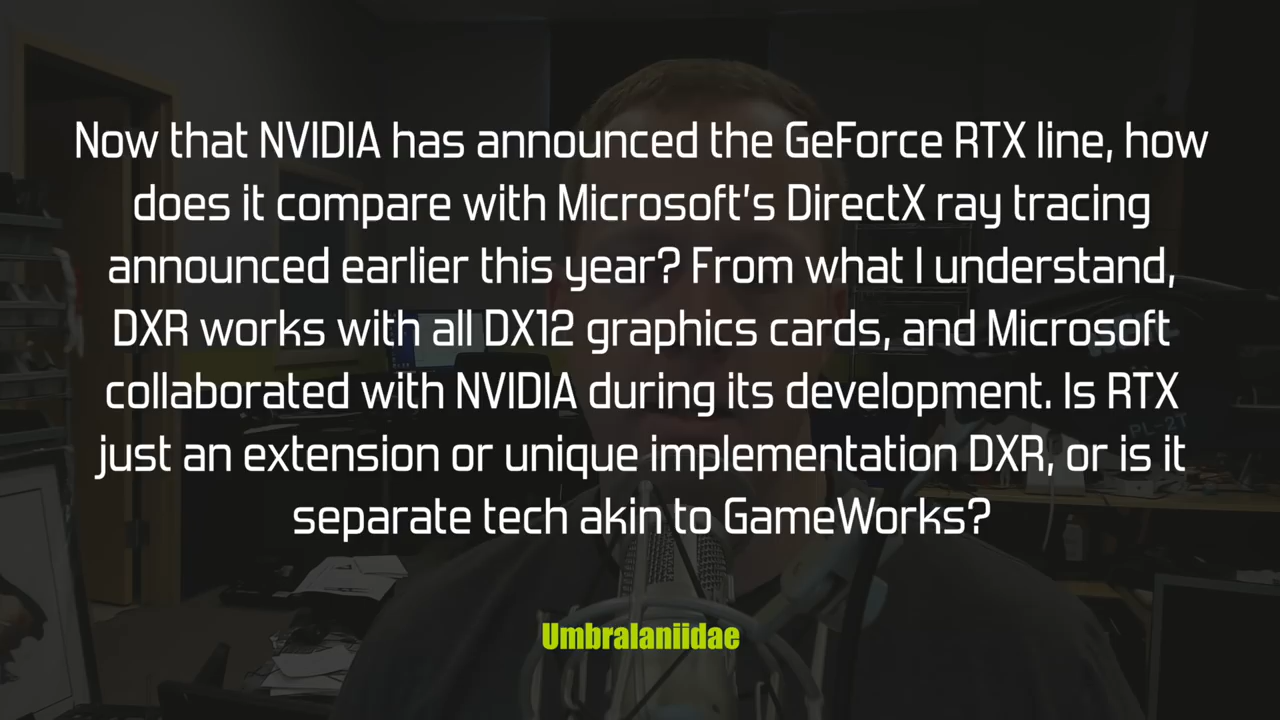 Now that NVIDIA has announced the GeForce RTX line, how
does it compare with Microsoft's DirectX ray tracing
announced earlier this year? From what I understand,
DXR works with all DX12 graphics cards, and Microsoft
collaborated with NVIDIA during its development. Is RTX
just an extension or unique implementation DXR, or is it
separate tech akin to GameWorks?
Umbralaniidae
PL-2T